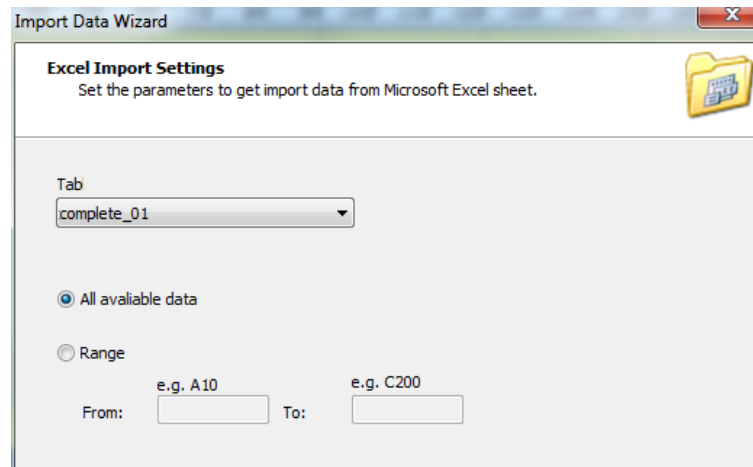 Import Data Wizard
Excel Import Settings
Set the parameters to get import data from Microsoft Excel sheet.
Tab
complete_01
All avaliable data
Range
e.g. A10
e.g. C200
From:
To: